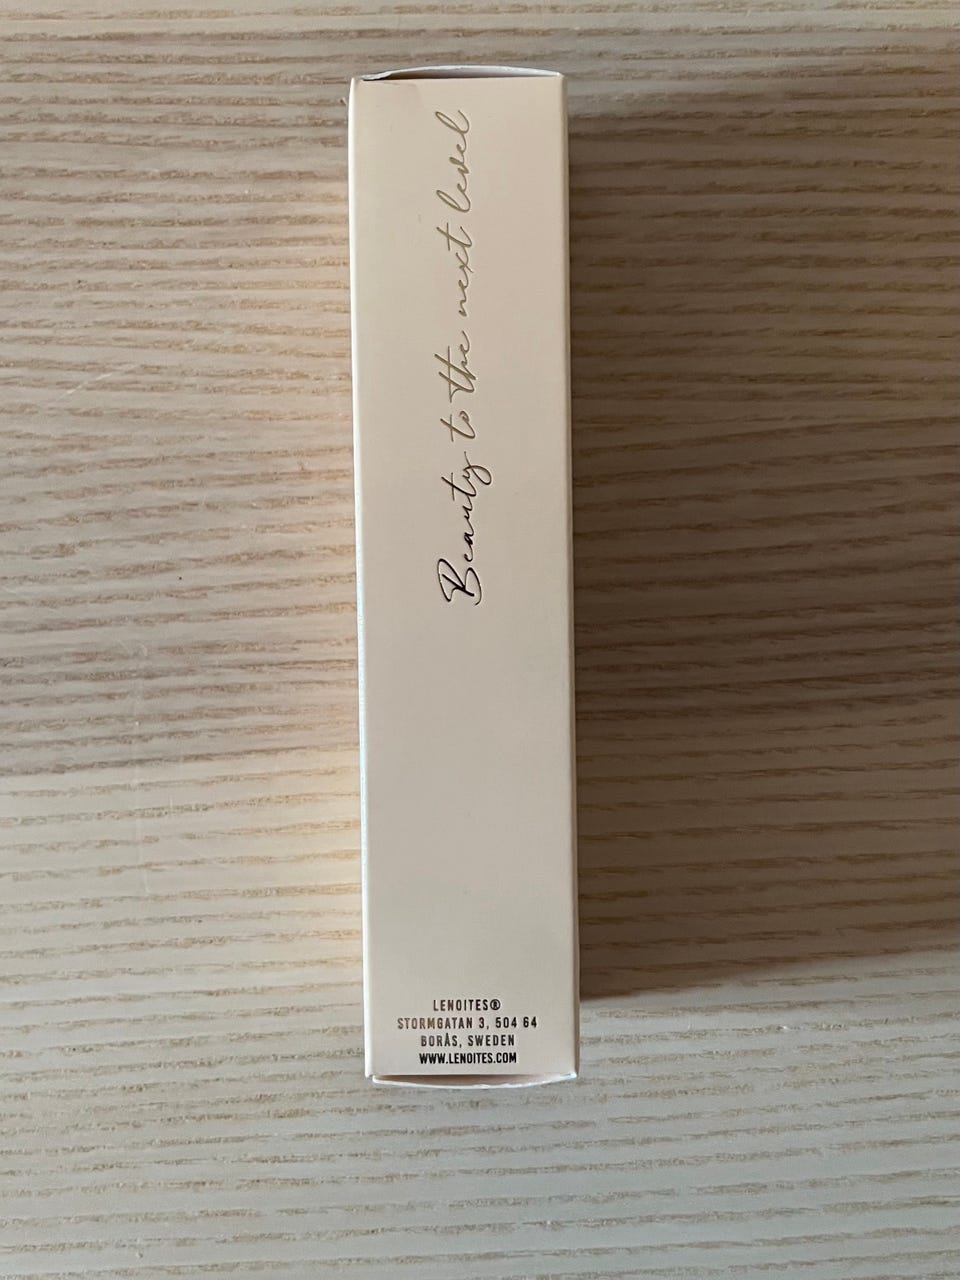 Beauty to the next level
LENOITES®
STORMGATAN 3, 504 64
BORÅS, SWEDEN
WWW.LENOITES.COM